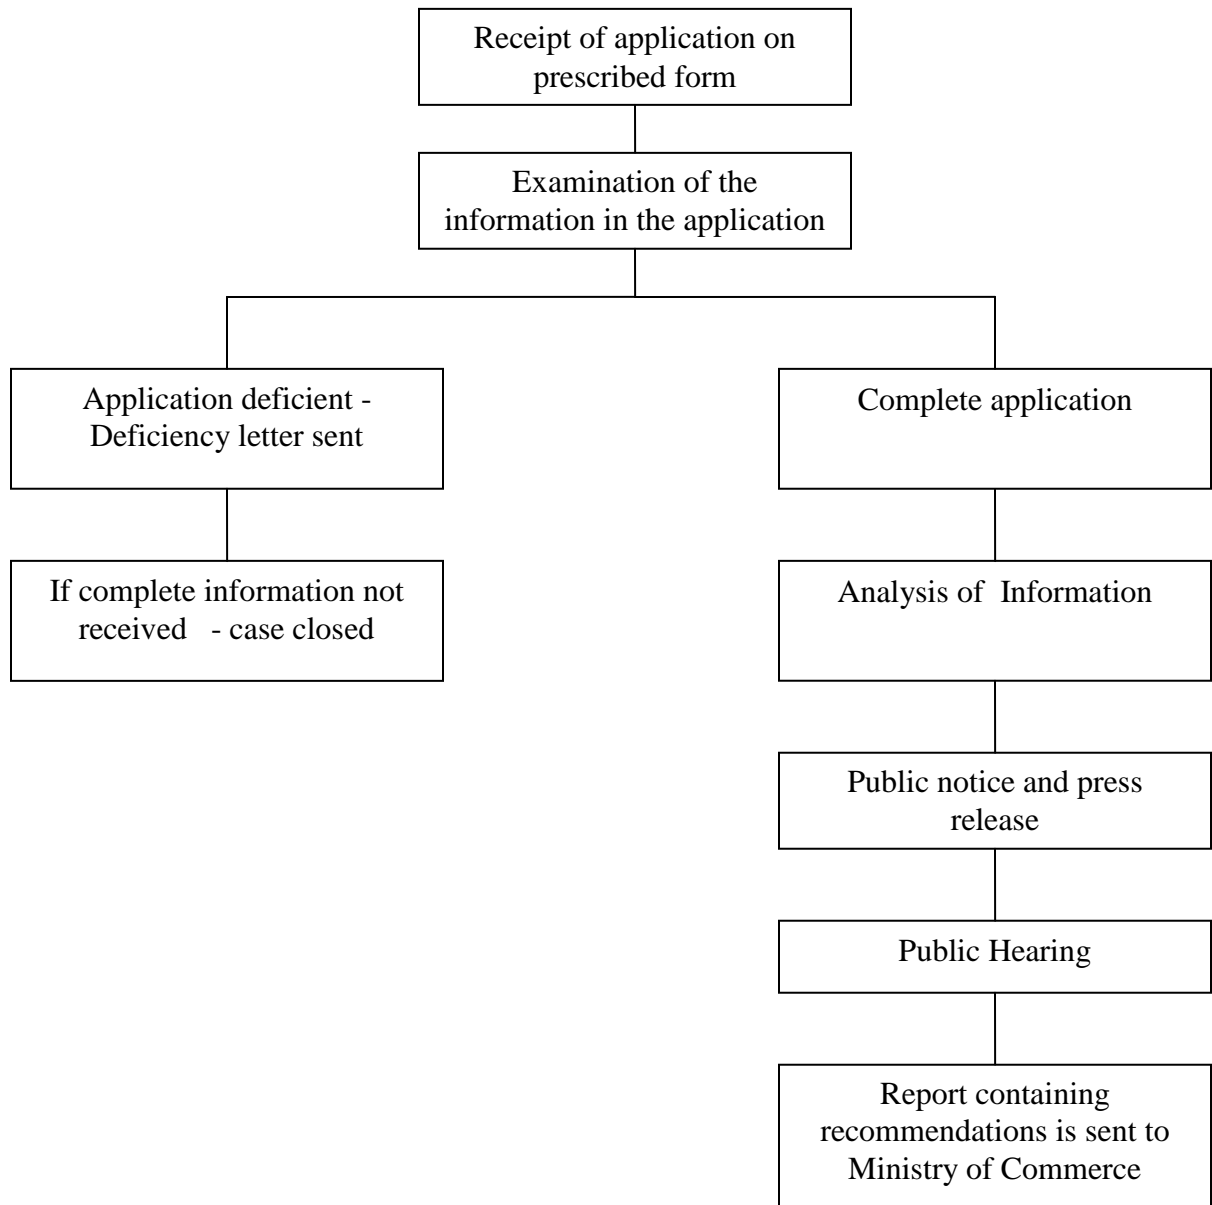 Receipt of application on
prescribed form
Examination of the
information in the application
Application deficient -
Deficiency letter sent
Complete application
If complete information not
received   - case closed
Analysis of  Information
Public notice and press
release
Public Hearing
Report containing
recommendations is sent to
Ministry of Commerce